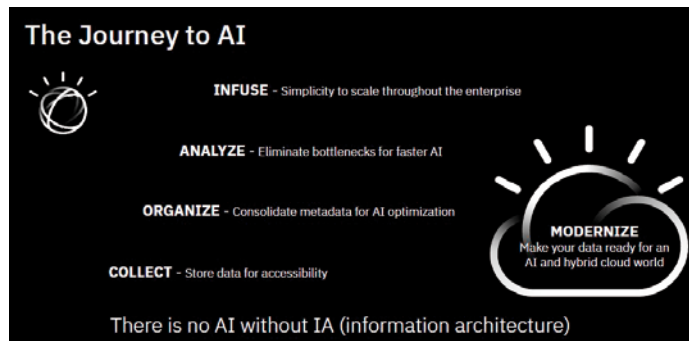 The Journey to AI
INFUSE - Simplicity to scale throughout the enterprise
ANALYZE - Eliminate bottlenecks for faster AI
ORGANIZE - Consolidate metadata for AI optimization
MODERNIZE
Make your data ready for an
AI and hybrid cloud world
COLLECT - Store data for accessibility
There is no AI without IA (information architecture)